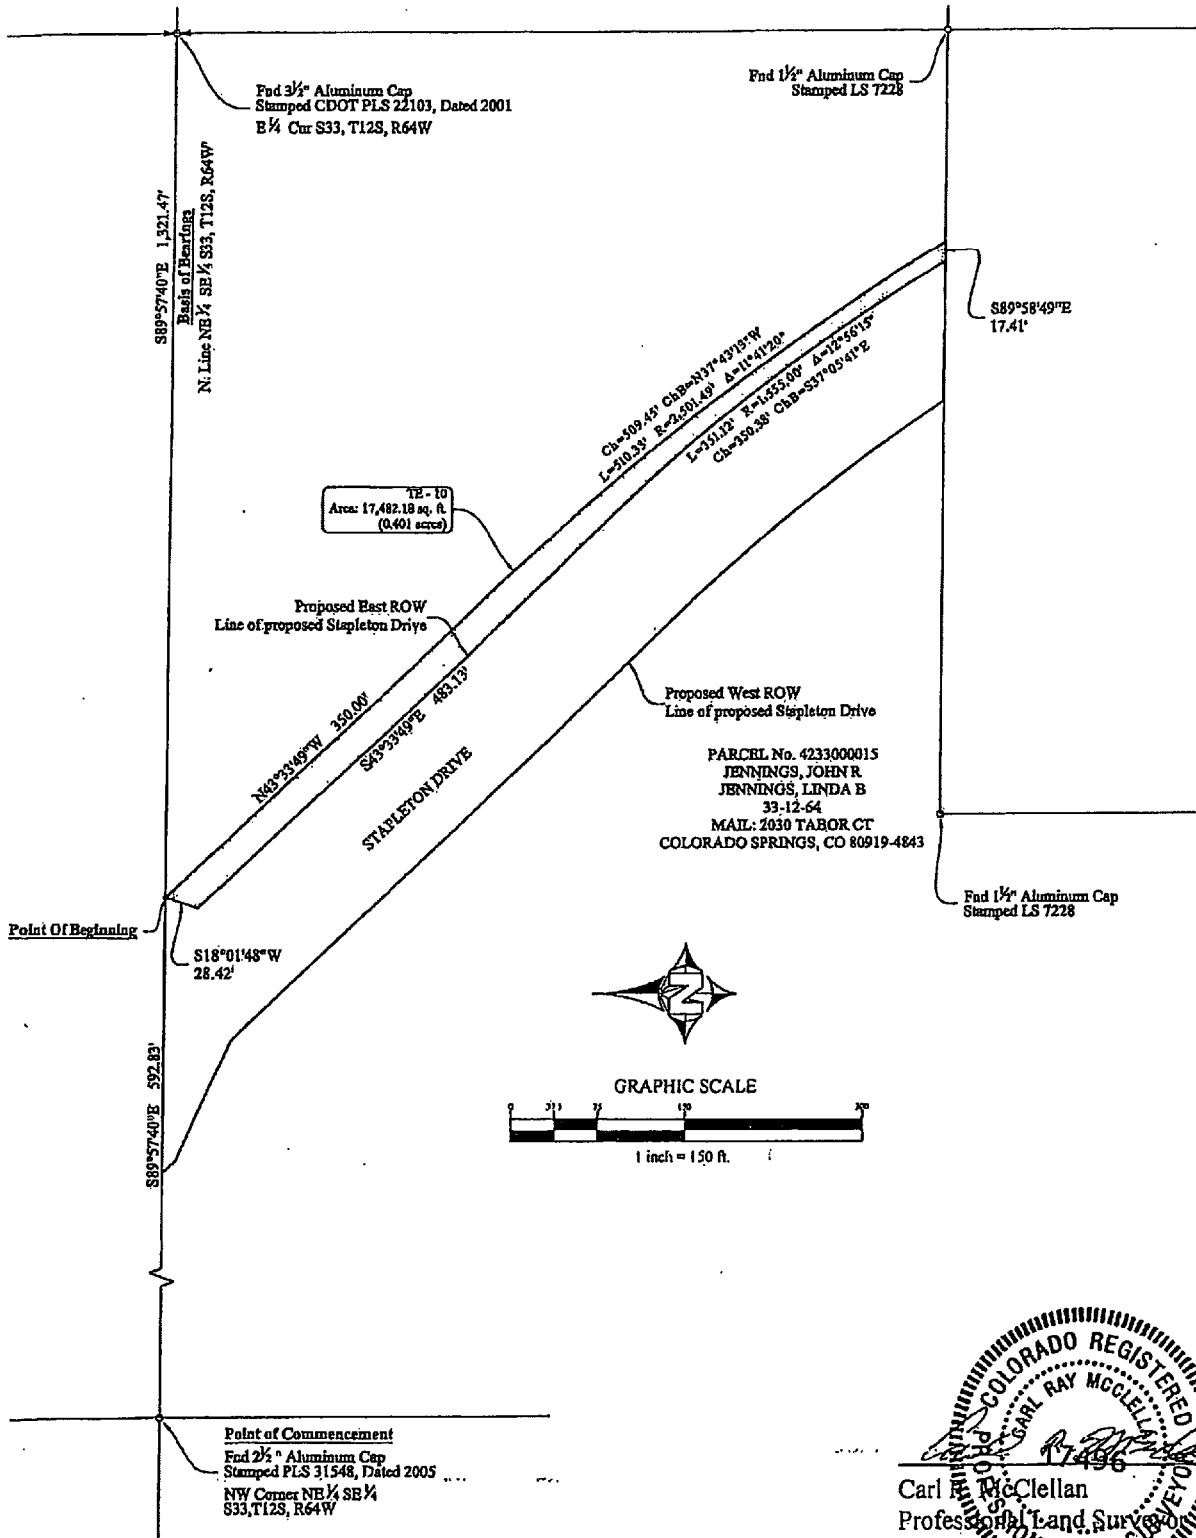 Fnd 3½" Aluminum Cap
Stamped CDOT PLS 22103, Dated 2001
E¼ Cnr S33, T12S, R64W
Fnd 1½" Aluminum Cap
Stamped LS 7228
S89°57'40"E 1,321.47'
Basis of Bearings
N. Line NE¼ SE¼ S33, T12S, R64W
S89°58'49"E
17.41'
Ch=509.45' ChB=N37°43'19"W
L=510.33' R=2,501.49' Δ=11°41'20"
L=351.12' R=1,555.00' Δ=12°56'15"
Ch=350.38' ChB=S37°05'41"E
TE - 10
Area: 17,482.18 sq. ft.
(0.401 acres)
Proposed East ROW
Line of proposed Stapleton Drive
N43°33'49"W 350.00'
S43°33'49"E 483.13'
STAPLETON DRIVE
Proposed West ROW
Line of proposed Stapleton Drive
PARCEL No. 4233000015
JENNINGS, JOHN R
JENNINGS, LINDA B
33-12-64
MAIL: 2030 TABOR CT
COLORADO SPRINGS, CO 80919-4843
Fnd 1½" Aluminum Cap
Stamped LS 7228
Point Of Beginning
S18°01'48"W
28.42'
N
S89°57'40"E 592.83'
GRAPHIC SCALE
0 75 150 300
1 inch = 150 ft.
Point of Commencement
Fnd 2½" Aluminum Cap
Stamped PLS 31548, Dated 2005
NW Corner NE¼ SE¼
S33,T12S, R64W
COLORADO REGISTERED
CARL RAY MCCLELLAN
17496
Carl R. McClellan
Professional Land Surveyor